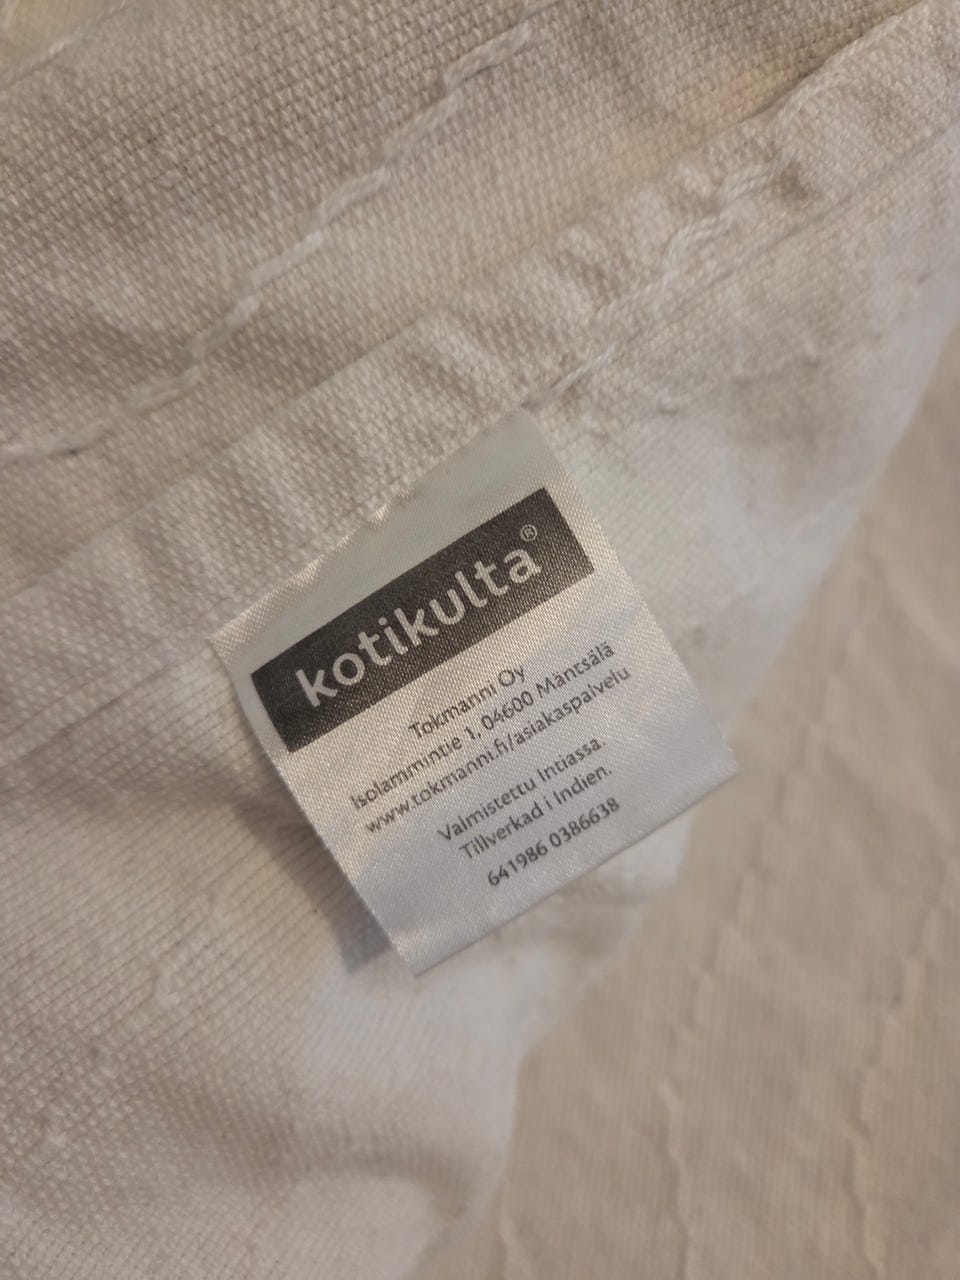 kotikulta®
Tokmanni Oy
Isolammintie 1, 04600 Mäntsälä
www.tokmanni.fi/asiakaspalvelu
Valmistettu Intiassa.
Tillverkad i Indien.
641986 0386638